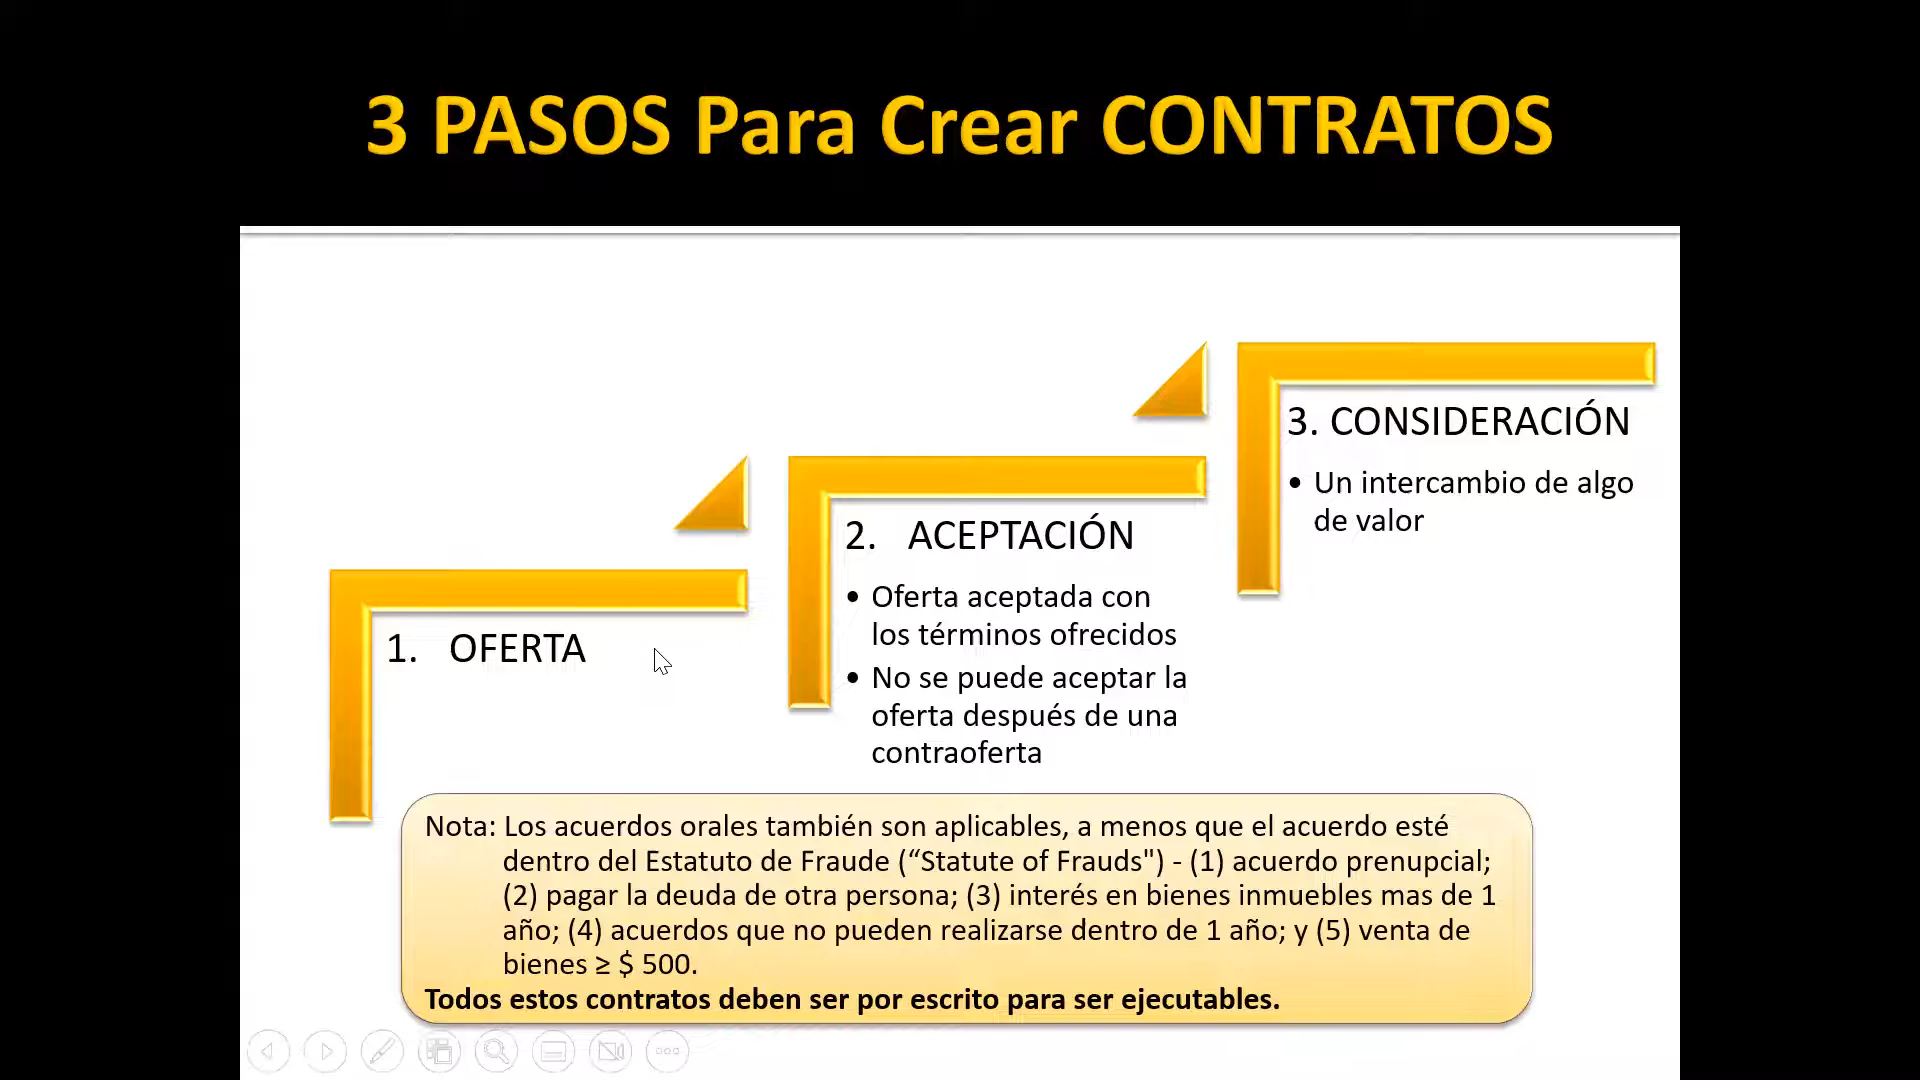 3 PASOS Para Crear CONTRATOS
1. OFERTA
2. ACEPTACIÓN
• Oferta aceptada con
los términos ofrecidos
• No se puede aceptar la
oferta después de una
contraoferta
3. CONSIDERACIÓN
• Un intercambio de algo
de valor
Nota: Los acuerdos orales también son aplicables, a menos que el acuerdo esté
dentro del Estatuto de Fraude (“Statute of Frauds") - (1) acuerdo prenupcial;
(2) pagar la deuda de otra persona; (3) interés en bienes inmuebles mas de 1
año; (4) acuerdos que no pueden realizarse dentro de 1 año; y (5) venta de
bienes ≥ $ 500.
Todos estos contratos deben ser por escrito para ser ejecutables.